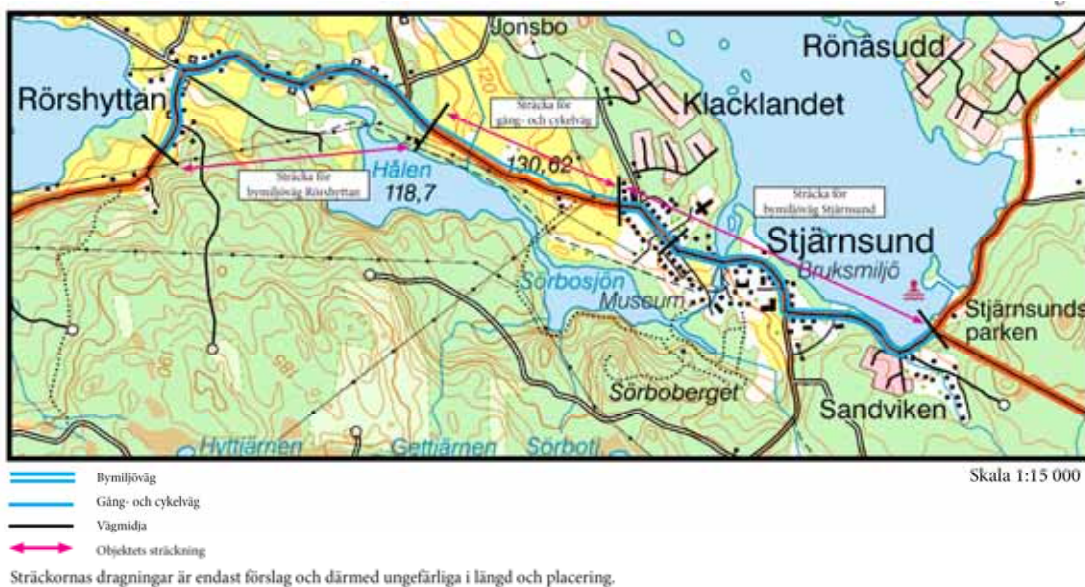 Jonsbo
Rönäsudd
Rörshyttan
120
Sträcka för
gång- och cykelväg
Klacklandet
Hålen
118,7
130,62
Sträcka för
bymiljöväg Rörshyttan
Sträcka för
bymiljöväg Stjärnsund
Stjärnsund
Bruksmiljö
Sörbosjön
Museum
Stjärnsunds
parken
Sörboberget
Sandviken
185
Hyttjärnen
Gettjärnen
Skala 1:15 000
Bymiljöväg
Gång- och cykelväg
Vägmidja
Objektets sträckning
Sträckornas dragningar är endast förslag och därmed ungefärliga i längd och placering.